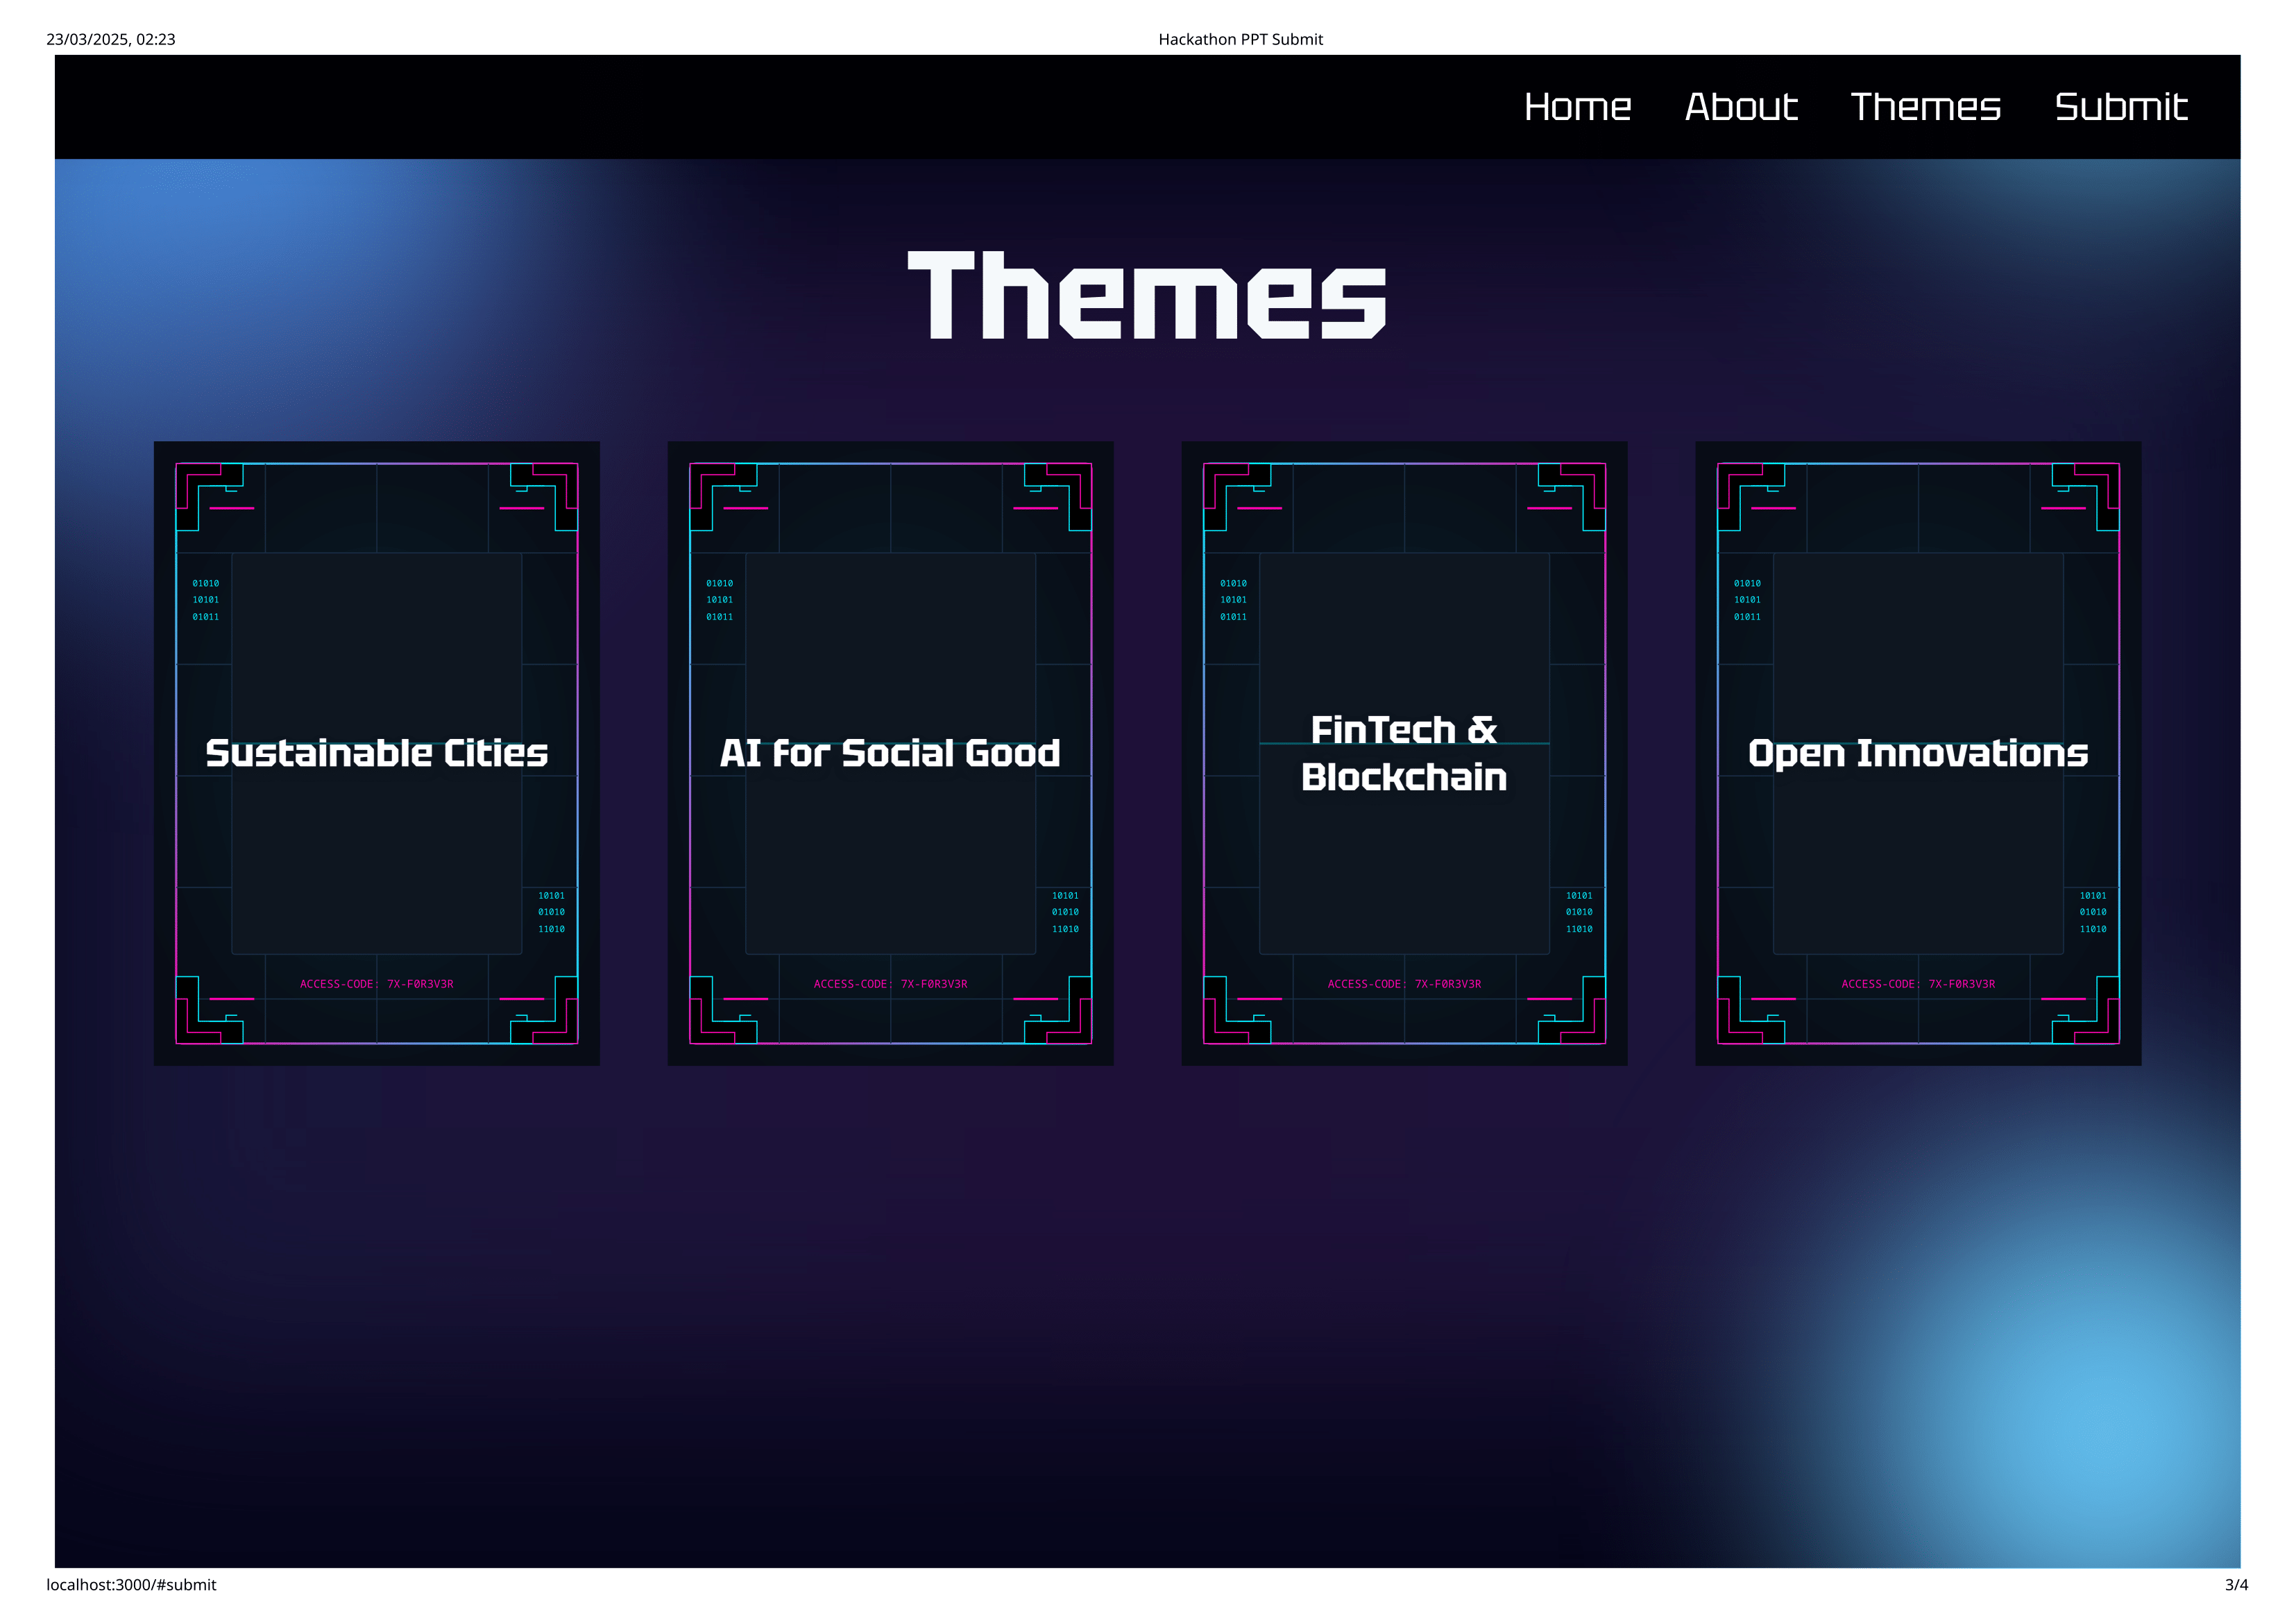 23/03/2025, 02:23
Hackathon PPT Submit
Home About Themes Submit
Themes
01010
10101
01011
Sustainable Cities
10101
01010
11010
ACCESS-CODE: 7X-F0R3V3R
01010
10101
01011
AI for Social Good
10101
01010
11010
ACCESS-CODE: 7X-F0R3V3R
01010
10101
01011
FinTech &
Blockchain
10101
01010
11010
ACCESS-CODE: 7X-F0R3V3R
01010
10101
01011
Open Innovations
10101
01010
11010
ACCESS-CODE: 7X-F0R3V3R
localhost:3000/#submit
3/4